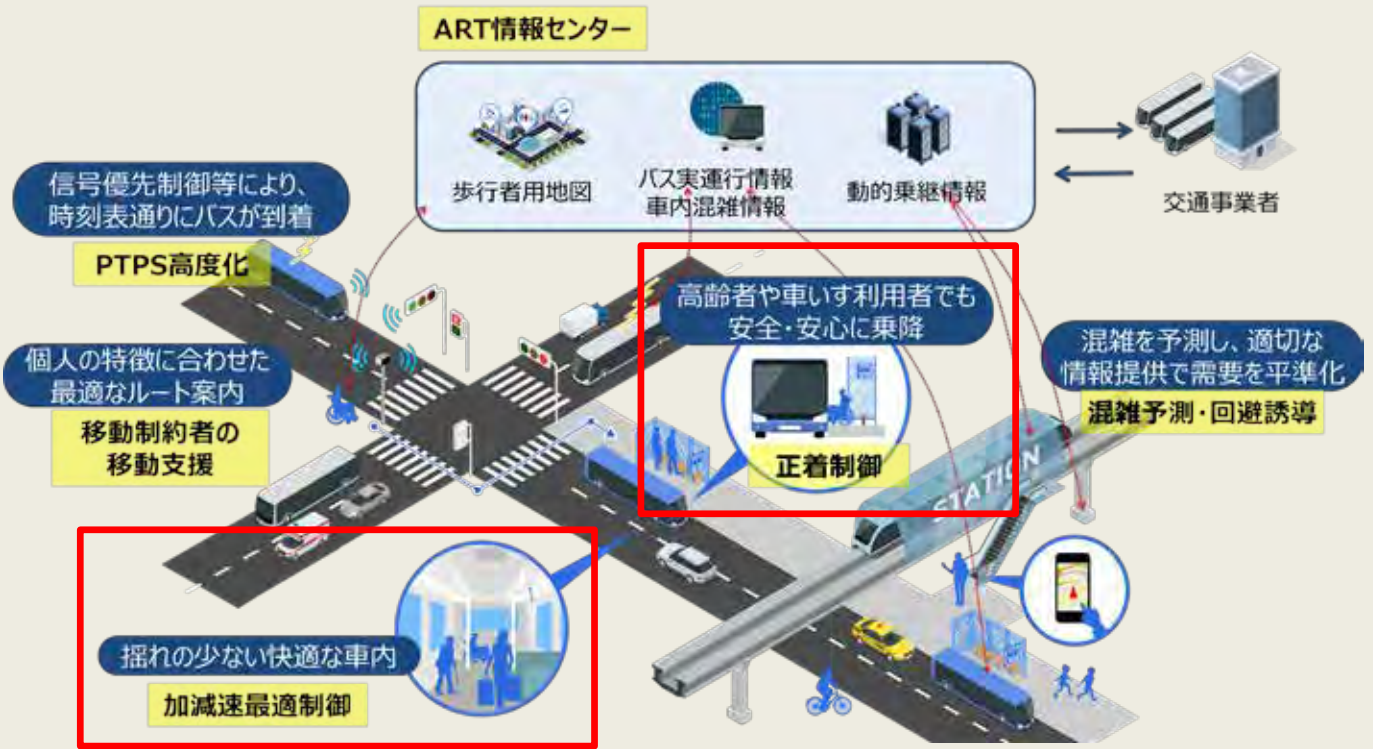 ART情報センター
歩行者用地図
バス実運行情報
車内混雑情報
動的乗継情報
交通事業者
信号優先制御等により、
時刻表通りにバスが到着
PTPS高度化
高齢者や車いす利用者でも
安全・安心に乗降
正着制御
個人の特徴に合わせた
最適なルート案内
移動制約者の
移動支援
混雑を予測し、適切な
情報提供で需要を平準化
混雑予測・回避誘導
STATION
揺れの少ない快適な車内
加減速最適制御